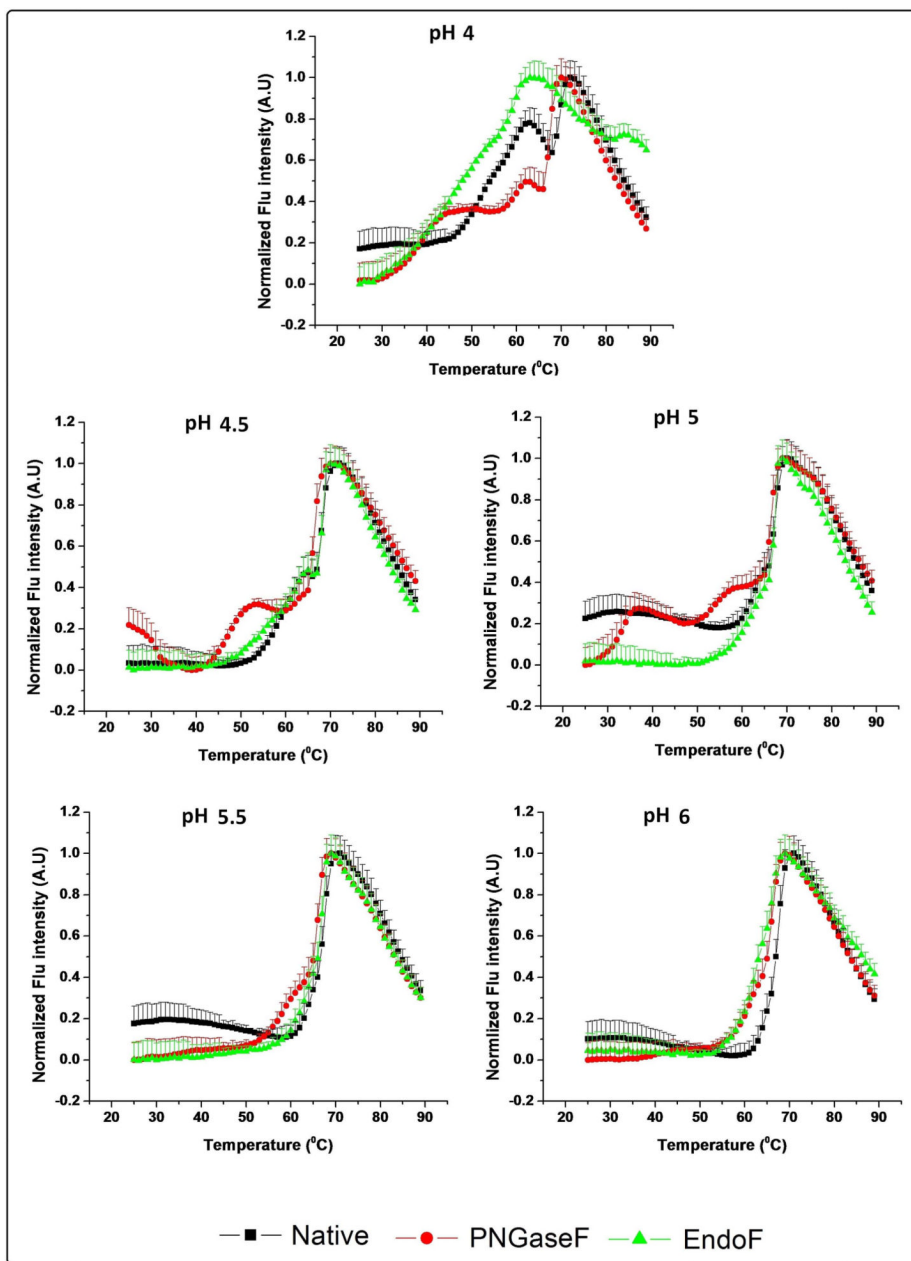 pH 4
Normalized Flu intensity (A.U)
1.2
1.0
0.8
0.6
0.4
0.2
0.0
-0.2
20 30 40 50 60 70 80 90
Temperature (⁰C)
pH 4.5
Normalized Flu intensity (A.U)
1.2
1.0
0.8
0.6
0.4
0.2
0.0
-0.2
20 30 40 50 60 70 80 90
Temperature (⁰C)
pH 5
Normalized Flu intensity (A.U)
1.2
1.0
0.8
0.6
0.4
0.2
0.0
-0.2
20 30 40 50 60 70 80 90
Temperature (⁰C)
pH 5.5
Normalized Flu intensity (A.U)
1.2
1.0
0.8
0.6
0.4
0.2
0.0
-0.2
20 30 40 50 60 70 80 90
Temperature (⁰C)
pH 6
Normlized Flu intensity (A.U)
1.2
1.0
0.8
0.6
0.4
0.2
0.0
-0.2
20 30 40 50 60 70 80 90
Temperature (⁰C)
Native PNGaseF EndoF